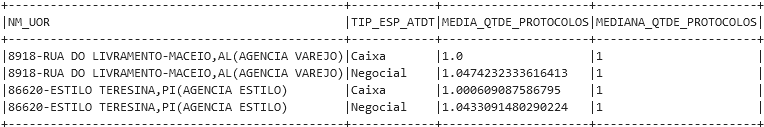 +----------------------------------------------+------------+--------------------+----------------------+
|NM_UOR                                        |TIP_ESP_ATDT|MEDIA_QTDE_PROTOCOLOS|MEDIANA_QTDE_PROTOCOLOS|
+----------------------------------------------+------------+--------------------+----------------------+
|8918-RUA DO LIVRAMENTO-MACEIO,AL(AGENCIA VAREJO)|Caixa       |1.0                 |1                     |
|8918-RUA DO LIVRAMENTO-MACEIO,AL(AGENCIA VAREJO)|Negocial    |1.0474232333616413  |1                     |
|86620-ESTILO TERESINA,PI(AGENCIA ESTILO)      |Caixa       |1.000609087586795   |1                     |
|86620-ESTILO TERESINA,PI(AGENCIA ESTILO)      |Negocial    |1.0433091480290224  |1                     |
+----------------------------------------------+------------+--------------------+----------------------+